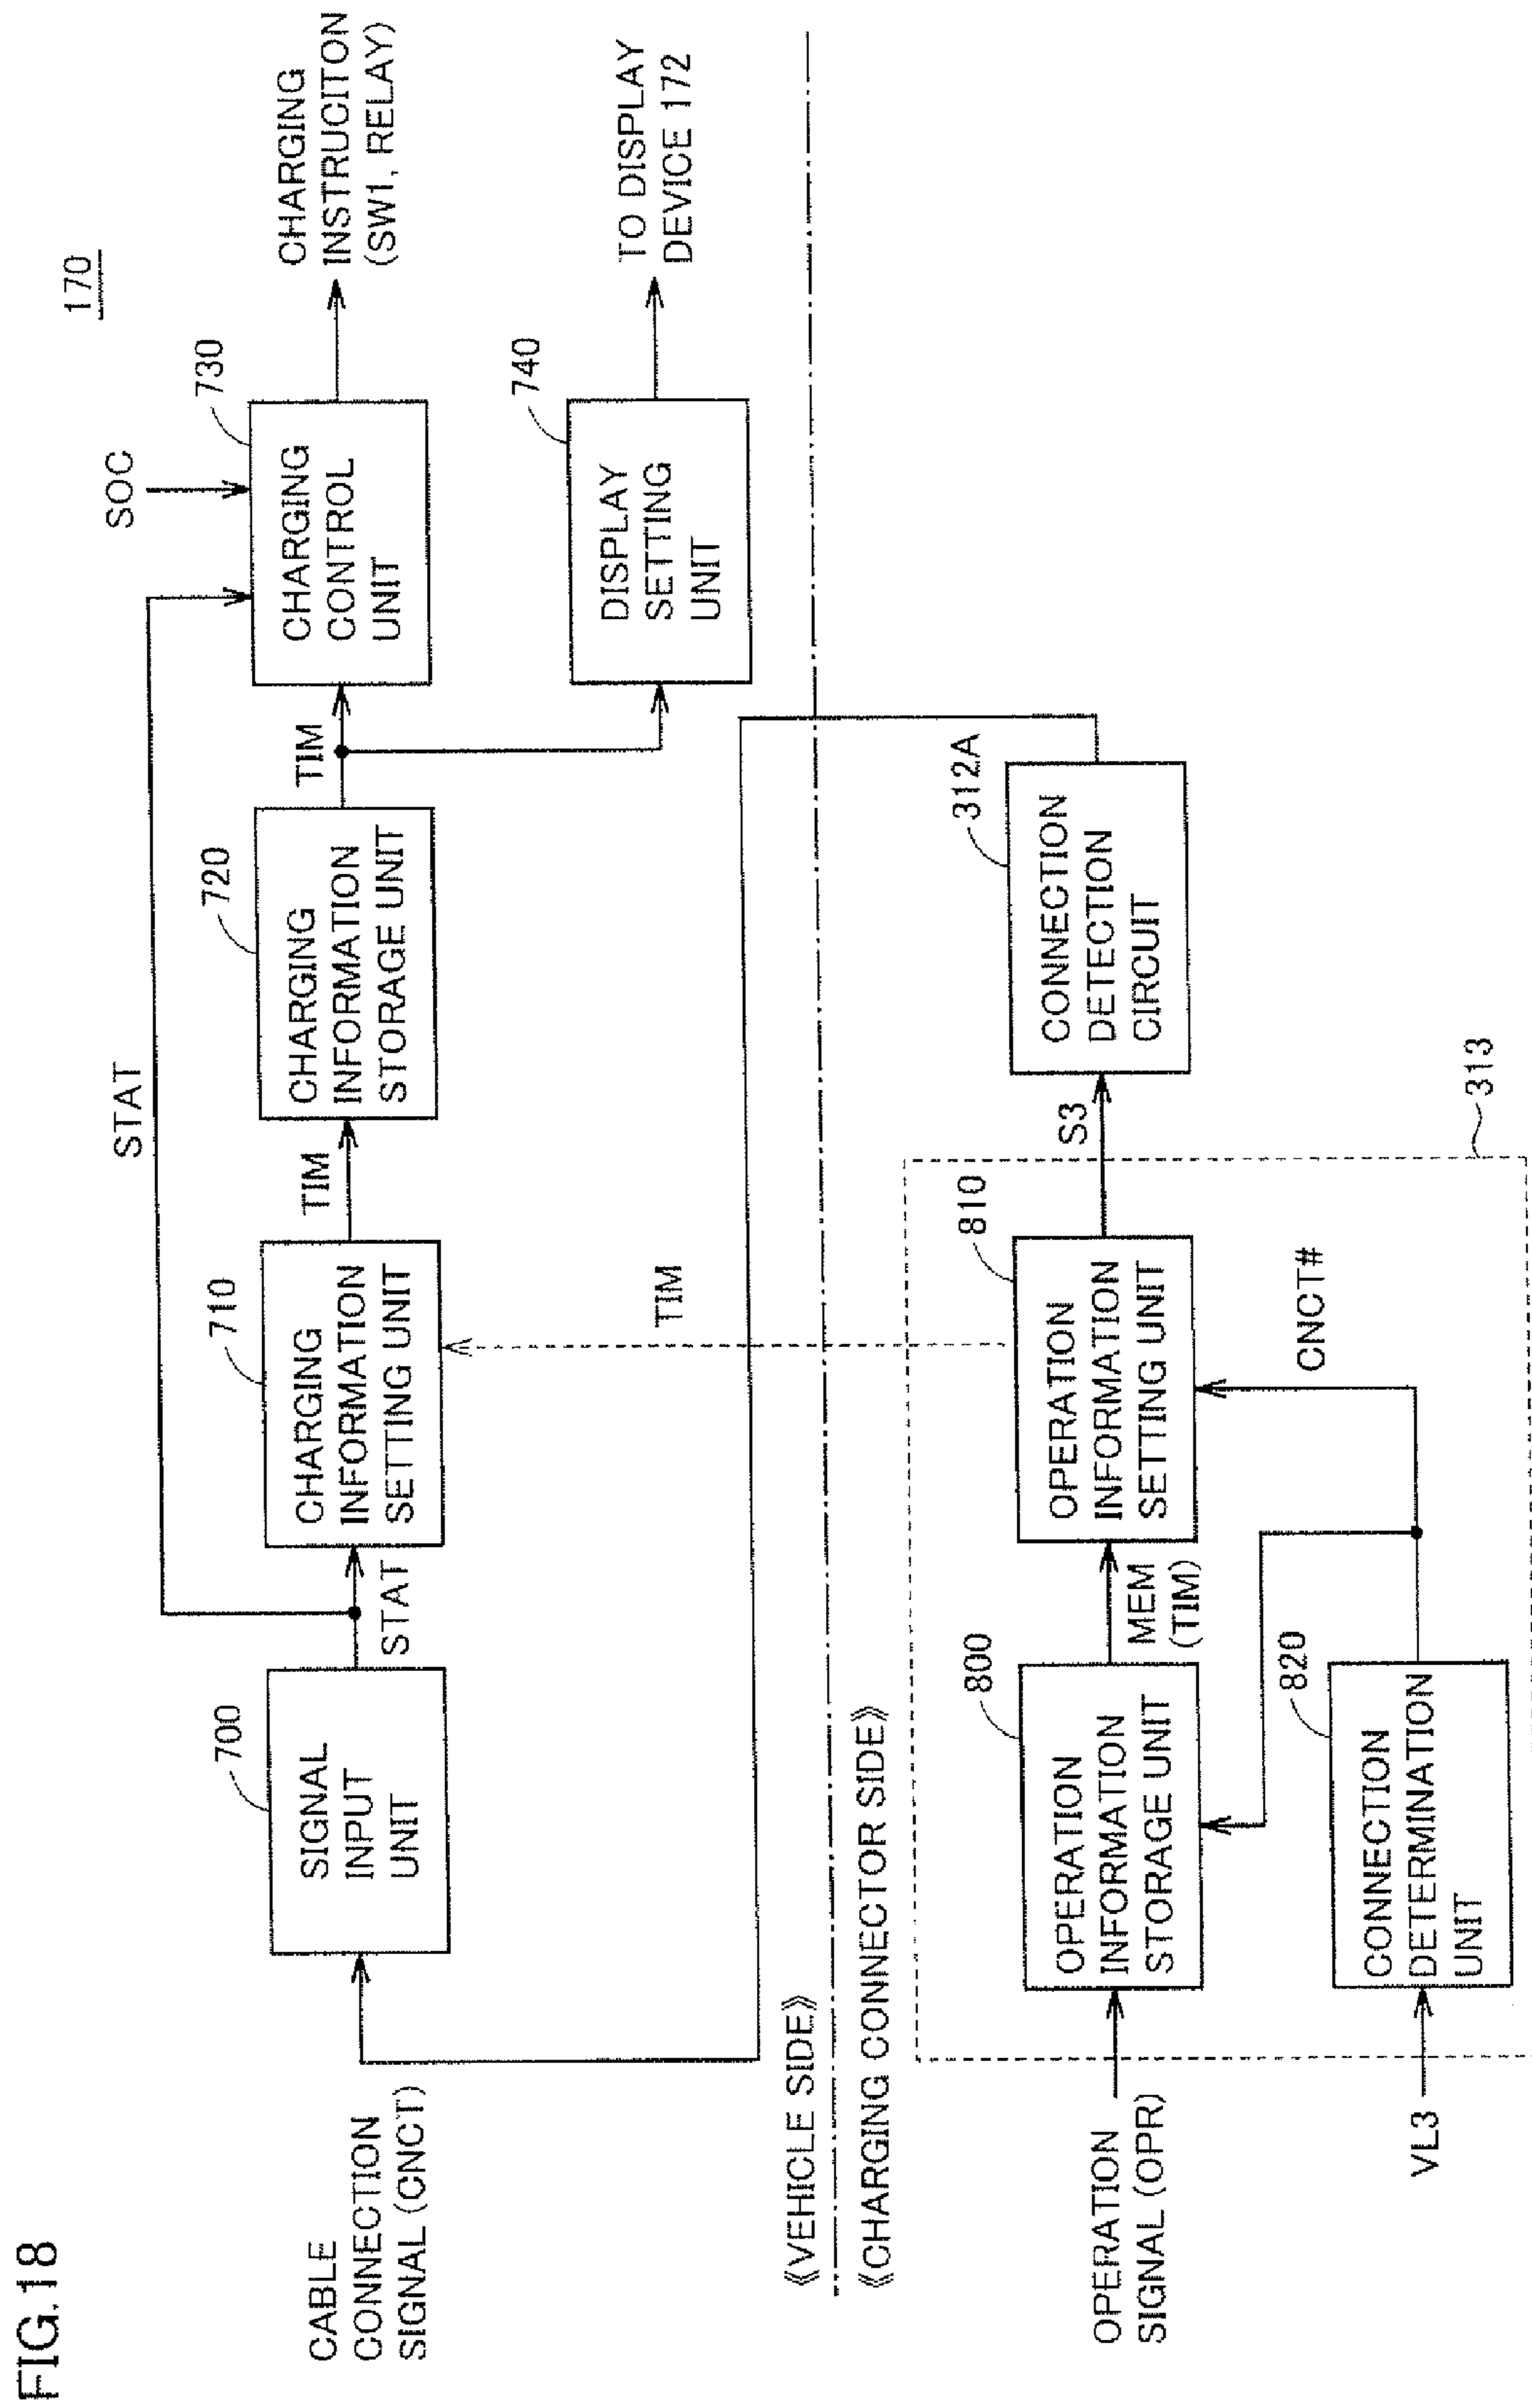 FIG.18
170
CABLE
CONNECTION
SIGNAL (CNCT)
700
SIGNAL
INPUT
UNIT
STAT
STAT
710
CHARGING
INFORMATION
SETTING UNIT
TIM
720
CHARGING
INFORMATION
STORAGE UNIT
TIM
SOC
730
CHARGING
CONTROL
UNIT
CHARGING
INSTRUCITON
(SW1, RELAY)
740
DISPLAY
SETTING
UNIT
TO DISPLAY
DEVICE 172
TIM
《VEHICLE SIDE》
《CHARGING CONNECTOR SIDE》
OPERATION
SIGNAL (OPR)
800
OPERATION
INFORMATION
STORAGE UNIT
MEM
(TIM)
810
OPERATION
INFORMATION
SETTING UNIT
S3
312A
CONNECTION
DETECTION
CIRCUIT
VL3
820
CONNECTION
DETERMINATION
UNIT
CNCT#
313